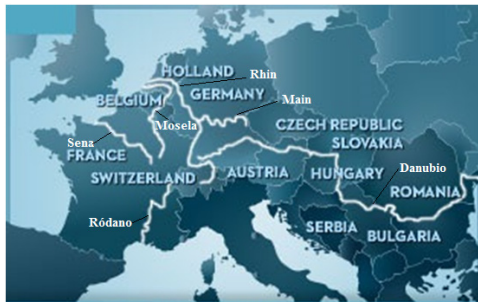 HOLLAND
Rhin
GERMANY
BELGIUM
Main
Mosela
CZECH REPUBLIC
Sena
SLOVAKIA
FRANCE
Danubio
SWITZERLAND
AUSTRIA
HUNGARY
ROMANIA
Ródano
SERBIA
BULGARIA